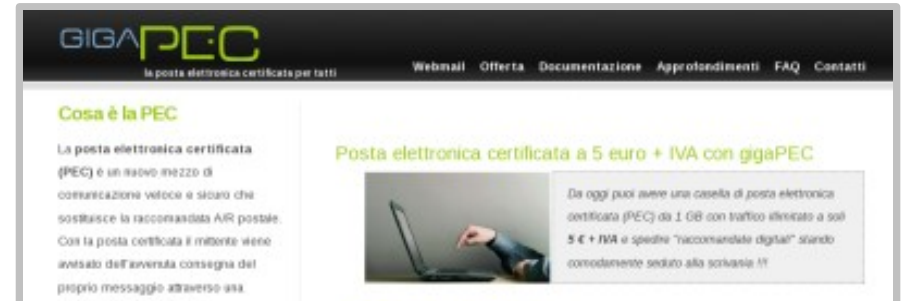 GIGAPEC
la posta elettronica certificata per tutti
Webmail Offerta Documentazione Approfondimenti FAQ Contatti
Cosa è la PEC
La posta elettronica certificata
(PEC) è un nuovo mezzo di
comunicazione veloce e sicuro che
sostituisce la raccomandata A/R postale.
Con la posta certificata il mittente viene
avvisato dell'avvenuta consegna del
proprio messaggio attraverso una
Posta elettronica certificata a 5 euro + IVA con gigaPEC
Da oggi puoi avere una casella di posta elettronica
certificata (PEC) da 1 GB con traffico illimitato a soli
5 € + IVA e spedire "raccomandate digitali" stando
comodamente seduto alla scrivania !!!